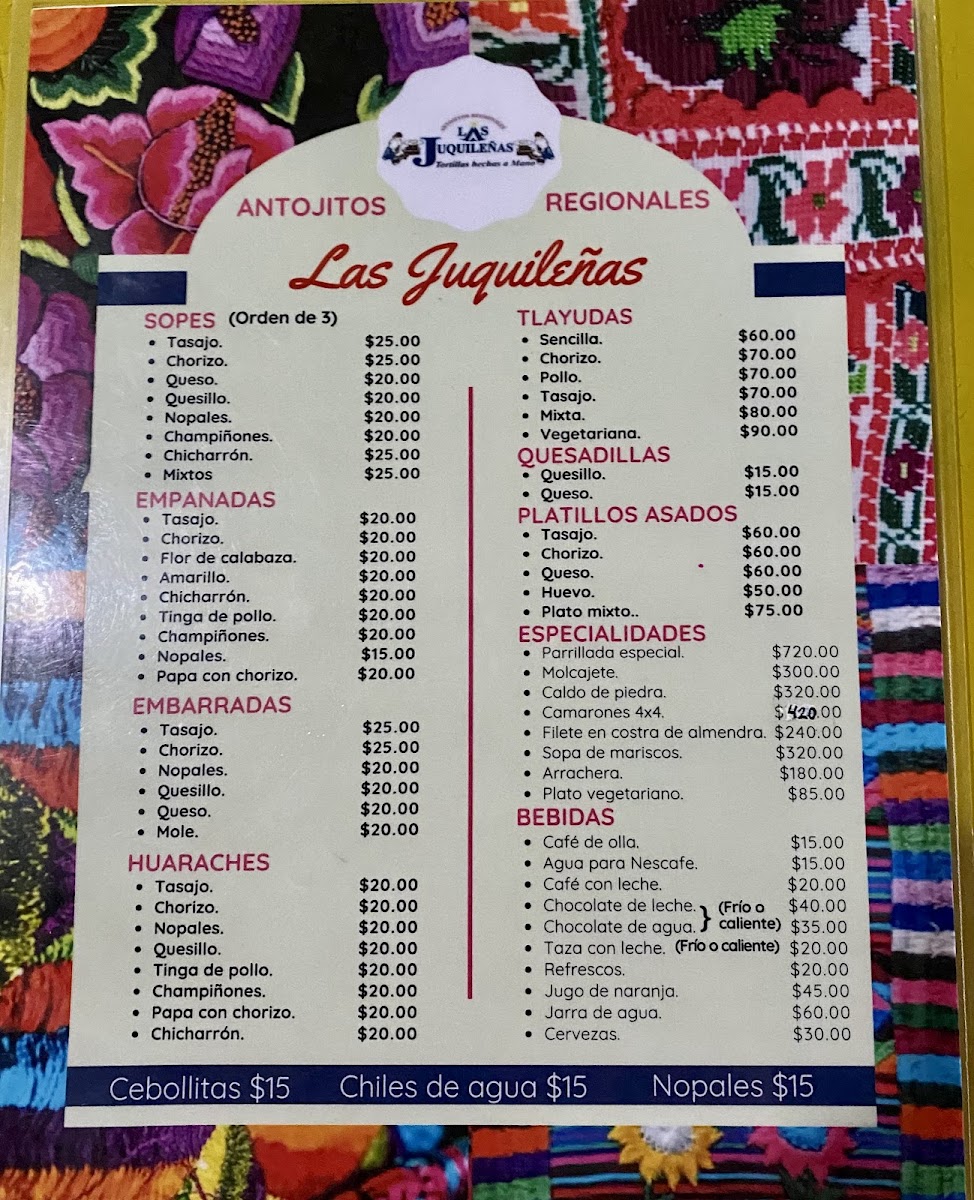 LAS
JUQUILEÑAS
Tortillas hechas a Mano
ANTOJITOS REGIONALES
Las Juquileñas
SOPES (Orden de 3)
• Tasajo. $25.00
• Chorizo. $25.00
• Queso. $20.00
• Quesillo. $20.00
• Nopales. $20.00
• Champiñones. $20.00
• Chicharrón. $25.00
• Mixtos $25.00
EMPANADAS
• Tasajo. $20.00
• Chorizo. $20.00
• Flor de calabaza. $20.00
• Amarillo. $20.00
• Chicharrón. $20.00
• Tinga de pollo. $20.00
• Champiñones. $20.00
• Nopales. $15.00
• Papa con chorizo. $20.00
EMBARRADAS
• Tasajo. $25.00
• Chorizo. $25.00
• Nopales. $20.00
• Quesillo. $20.00
• Queso. $20.00
• Mole. $20.00
HUARACHES
• Tasajo. $20.00
• Chorizo. $20.00
• Nopales. $20.00
• Quesillo. $20.00
• Tinga de pollo. $20.00
• Champiñones. $20.00
• Papa con chorizo. $20.00
• Chicharrón. $20.00
TLAYUDAS
• Sencilla. $60.00
• Chorizo. $70.00
• Pollo. $70.00
• Tasajo. $70.00
• Mixta. $80.00
• Vegetariana. $90.00
QUESADILLAS
• Quesillo. $15.00
• Queso. $15.00
PLATILLOS ASADOS
• Tasajo. $60.00
• Chorizo. $60.00
• Queso. $60.00
• Huevo. $50.00
• Plato mixto.. $75.00
ESPECIALIDADES
• Parrillada especial. $720.00
• Molcajete. $300.00
• Caldo de piedra. $320.00
• Camarones 4x4. $420.00
• Filete en costra de almendra. $240.00
• Sopa de mariscos. $320.00
• Arrachera. $180.00
• Plato vegetariano. $85.00
BEBIDAS
• Café de olla. $15.00
• Agua para Nescafe. $15.00
• Café con leche. $20.00
• Chocolate de leche. } (Frío o $40.00
• Chocolate de agua. caliente) $35.00
• Taza con leche. (Frío o caliente) $20.00
• Refrescos. $20.00
• Jugo de naranja. $45.00
• Jarra de agua. $60.00
• Cervezas. $30.00
Cebollitas $15 Chiles de agua $15 Nopales $15